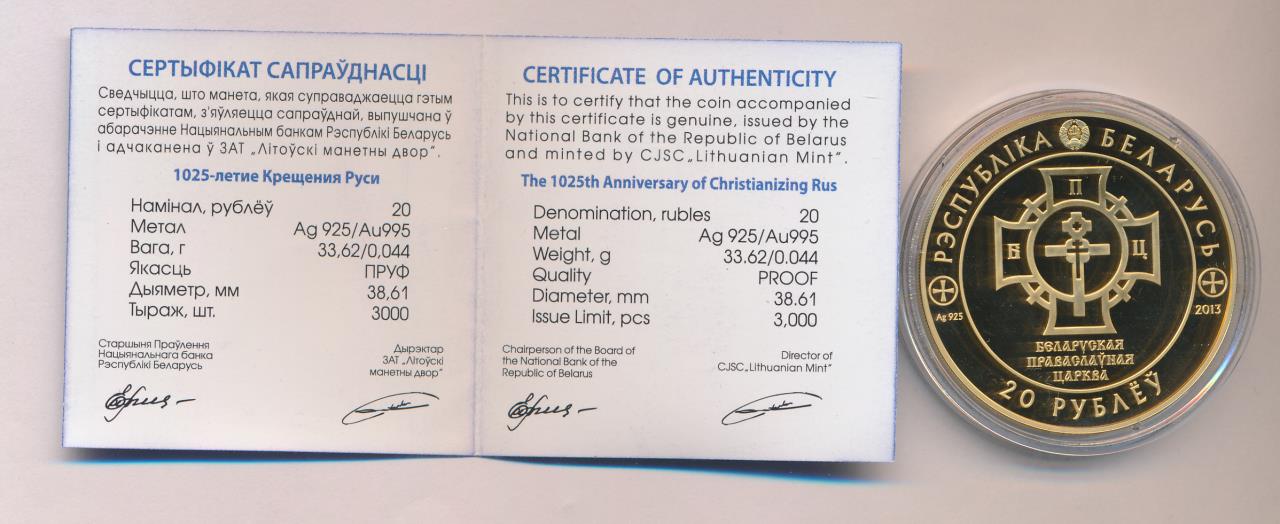 СЕРТЫФІКАТ САПРАЎДНАСЦІ
Сведчыцца, што манета, якая суправаджаецца гэтым
сертыфікатам, з'яўляецца сапраўднай, выпушчана ў
абарачэнне Нацыянальным банкам Рэспублікі Беларусь
і адчаканена ў ЗАТ „Літоўскі манетны двор”.
1025-летие Крещения Руси
Намінал, рублёў 20
Метал Ag 925/Au995
Вага, г 33,62/0,044
Якасць ПРУФ
Дыяметр, мм 38,61
Тыраж, шт. 3000
Старшыня Праўлення
Нацыянальнага банка
Рэспублікі Беларусь
Дырэктар
ЗАТ „Літоўскі
манетны двор”
CERTIFICATE OF AUTHENTICITY
This is to certify that the coin accompanied
by this certificate is genuine, issued by the
National Bank of the Republic of Belarus
and minted by CJSC „Lithuanian Mint”.
The 1025th Anniversary of Christianizing Rus
Denomination, rubles 20
Metal Ag 925/Au995
Weight, g 33.62/0.044
Quality PROOF
Diameter, mm 38.61
Issue Limit, pcs 3,000
Chairperson of the Board of
the National Bank of the
Republic of Belarus
Director of
CJSC „Lithuanian Mint”
РЭСПУБЛІКА БЕЛАРУСЬ
П
Б Ц
Ag 925
2013
БЕЛАРУСКАЯ
ПРАВАСЛАЎНАЯ
ЦАРКВА
20 РУБЛЁЎ